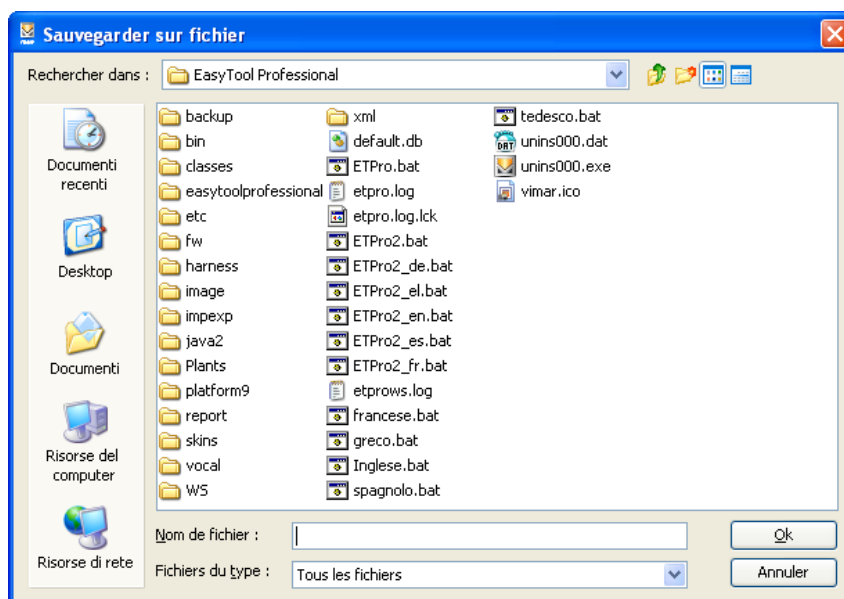 Sauvegarder sur fichier
Rechercher dans :
EasyTool Professional
Documenti
recenti
Desktop
Documenti
Risorse del
computer
Risorse di rete
backup
bin
classes
easytoolprofessional
etc
fw
harness
image
impexp
java2
Plants
platform9
report
skins
vocal
WS
xml
default.db
ETPro.bat
etpro.log
etpro.log.lck
ETPro2.bat
ETPro2_de.bat
ETPro2_el.bat
ETPro2_en.bat
ETPro2_es.bat
ETPro2_fr.bat
etprows.log
francese.bat
greco.bat
Inglese.bat
spagnolo.bat
tedesco.bat
unins000.dat
unins000.exe
vimar.ico
Nom de fichier :
Ok
Fichiers du type :
Tous les fichiers
Annuler